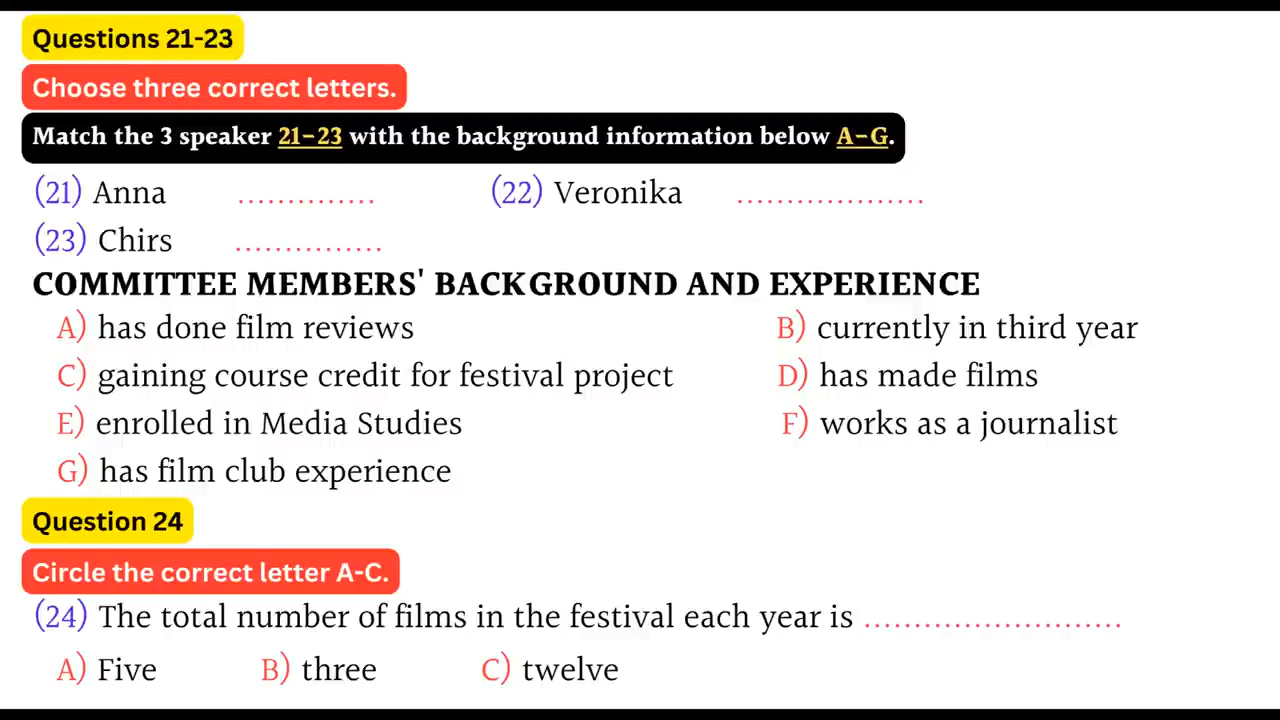 Questions 21-23
Choose three correct letters.
Match the 3 speaker 21–23 with the background information below A–G.
(21) Anna .............. (22) Veronika ...................
(23) Chirs ...............
COMMITTEE MEMBERS' BACKGROUND AND EXPERIENCE
A) has done film reviews B) currently in third year
C) gaining course credit for festival project D) has made films
E) enrolled in Media Studies F) works as a journalist
G) has film club experience
Question 24
Circle the correct letter A-C.
(24) The total number of films in the festival each year is ..........................
A) Five B) three C) twelve